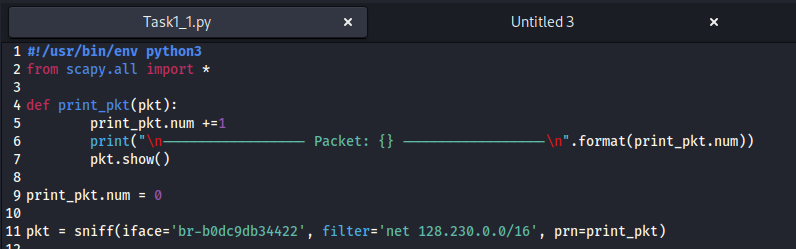 Task1_1.py × Untitled 3 ×
1 #!/usr/bin/env python3
2 from scapy.all import *
3
4 def print_pkt(pkt):
5         print_pkt.num +=1
6         print("\n—————————————————— Packet: {} ——————————————————\n".format(print_pkt.num))
7         pkt.show()
8
9 print_pkt.num = 0
10
11 pkt = sniff(iface='br-b0dc9db34422', filter='net 128.230.0.0/16', prn=print_pkt)
12